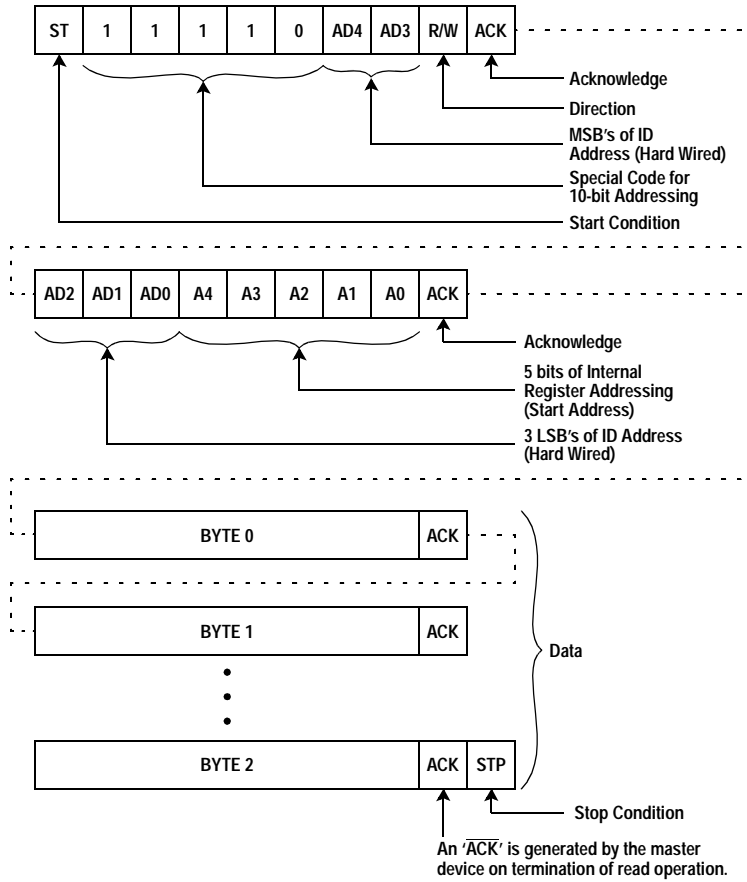 ST 1 1 1 1 0 AD4 AD3 R/W ACK
Acknowledge
Direction
MSB's of ID
Address (Hard Wired)
Special Code for
10-bit Addressing
Start Condition
AD2 AD1 AD0 A4 A3 A2 A1 A0 ACK
Acknowledge
5 bits of Internal
Register Addressing
(Start Address)
3 LSB's of ID Address
(Hard Wired)
BYTE 0 ACK
BYTE 1 ACK
Data
BYTE 2 ACK STP
Stop Condition
An 'A̅C̅K̅' is generated by the master
device on termination of read operation.